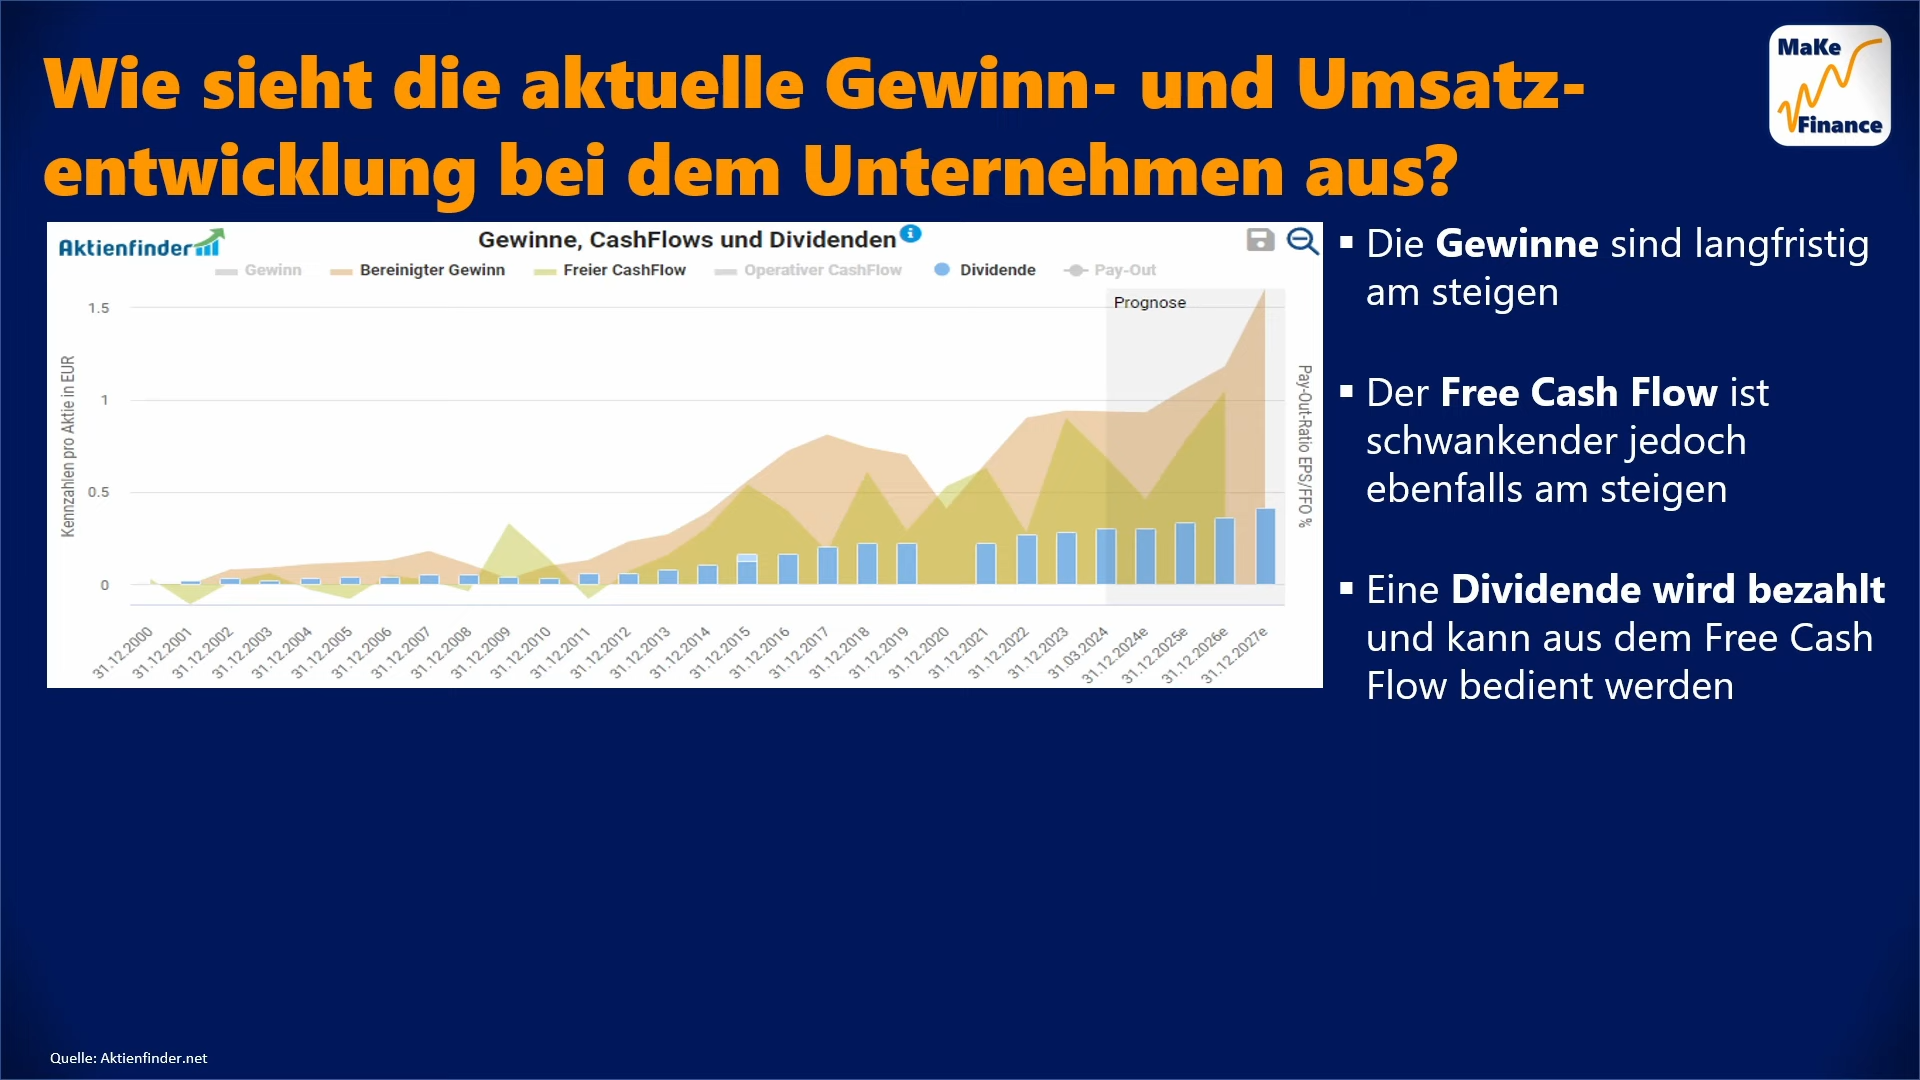 Wie sieht die aktuelle Gewinn- und Umsatz-
entwicklung bei dem Unternehmen aus?
MaKe
Finance
Aktienfinder
Gewinne, CashFlows und Dividenden
Gewinn
Bereinigter Gewinn
Freier CashFlow
Operativer CashFlow
Dividende
Pay-Out
Prognose
Kennzahlen pro Aktie in EUR
1.5
1
0.5
0
Pay-Out-Ratio EPS/FFO %
31.12.2000
31.12.2001
31.12.2002
31.12.2003
31.12.2004
31.12.2005
31.12.2006
31.12.2007
31.12.2008
31.12.2009
31.12.2010
31.12.2011
31.12.2012
31.12.2013
31.12.2014
31.12.2015
31.12.2016
31.12.2017
31.12.2018
31.12.2019
31.12.2020
31.12.2021
31.12.2022
31.12.2023
31.03.2024
31.12.2024e
31.12.2025e
31.12.2026e
31.12.2027e
▪ Die Gewinne sind langfristig
am steigen
▪ Der Free Cash Flow ist
schwankender jedoch
ebenfalls am steigen
▪ Eine Dividende wird bezahlt
und kann aus dem Free Cash
Flow bedient werden
Quelle: Aktienfinder.net